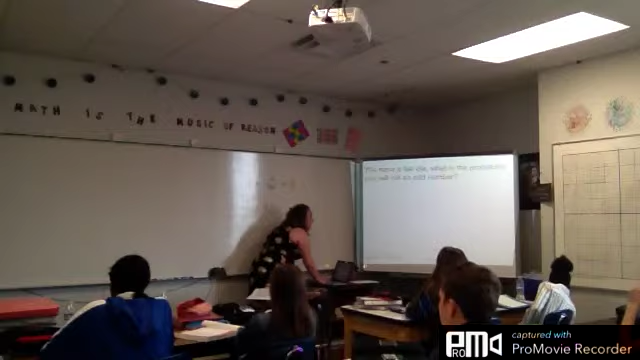 MATH IS THE MUSIC OF REASON
You have a fair die, what is the probability
you will roll an odd number?
PRO
captured with
ProMovie Recorder